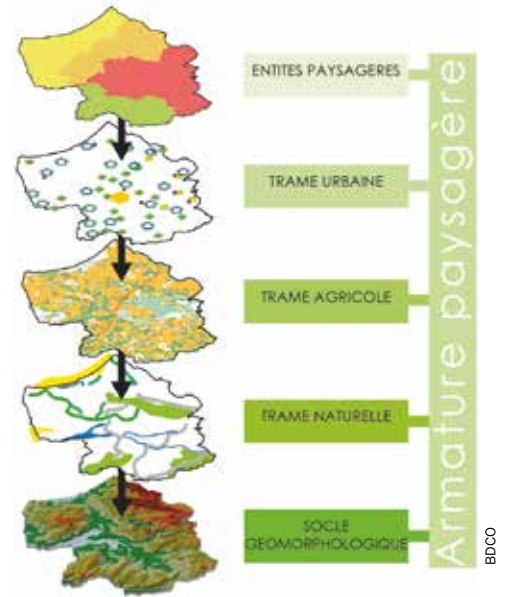 ENTITES PAYSAGERES
TRAME URBAINE
TRAME AGRICOLE
TRAME NATURELLE
SOCLE
GEOMORPHOLOGIQUE
Armature paysagère
BDCO